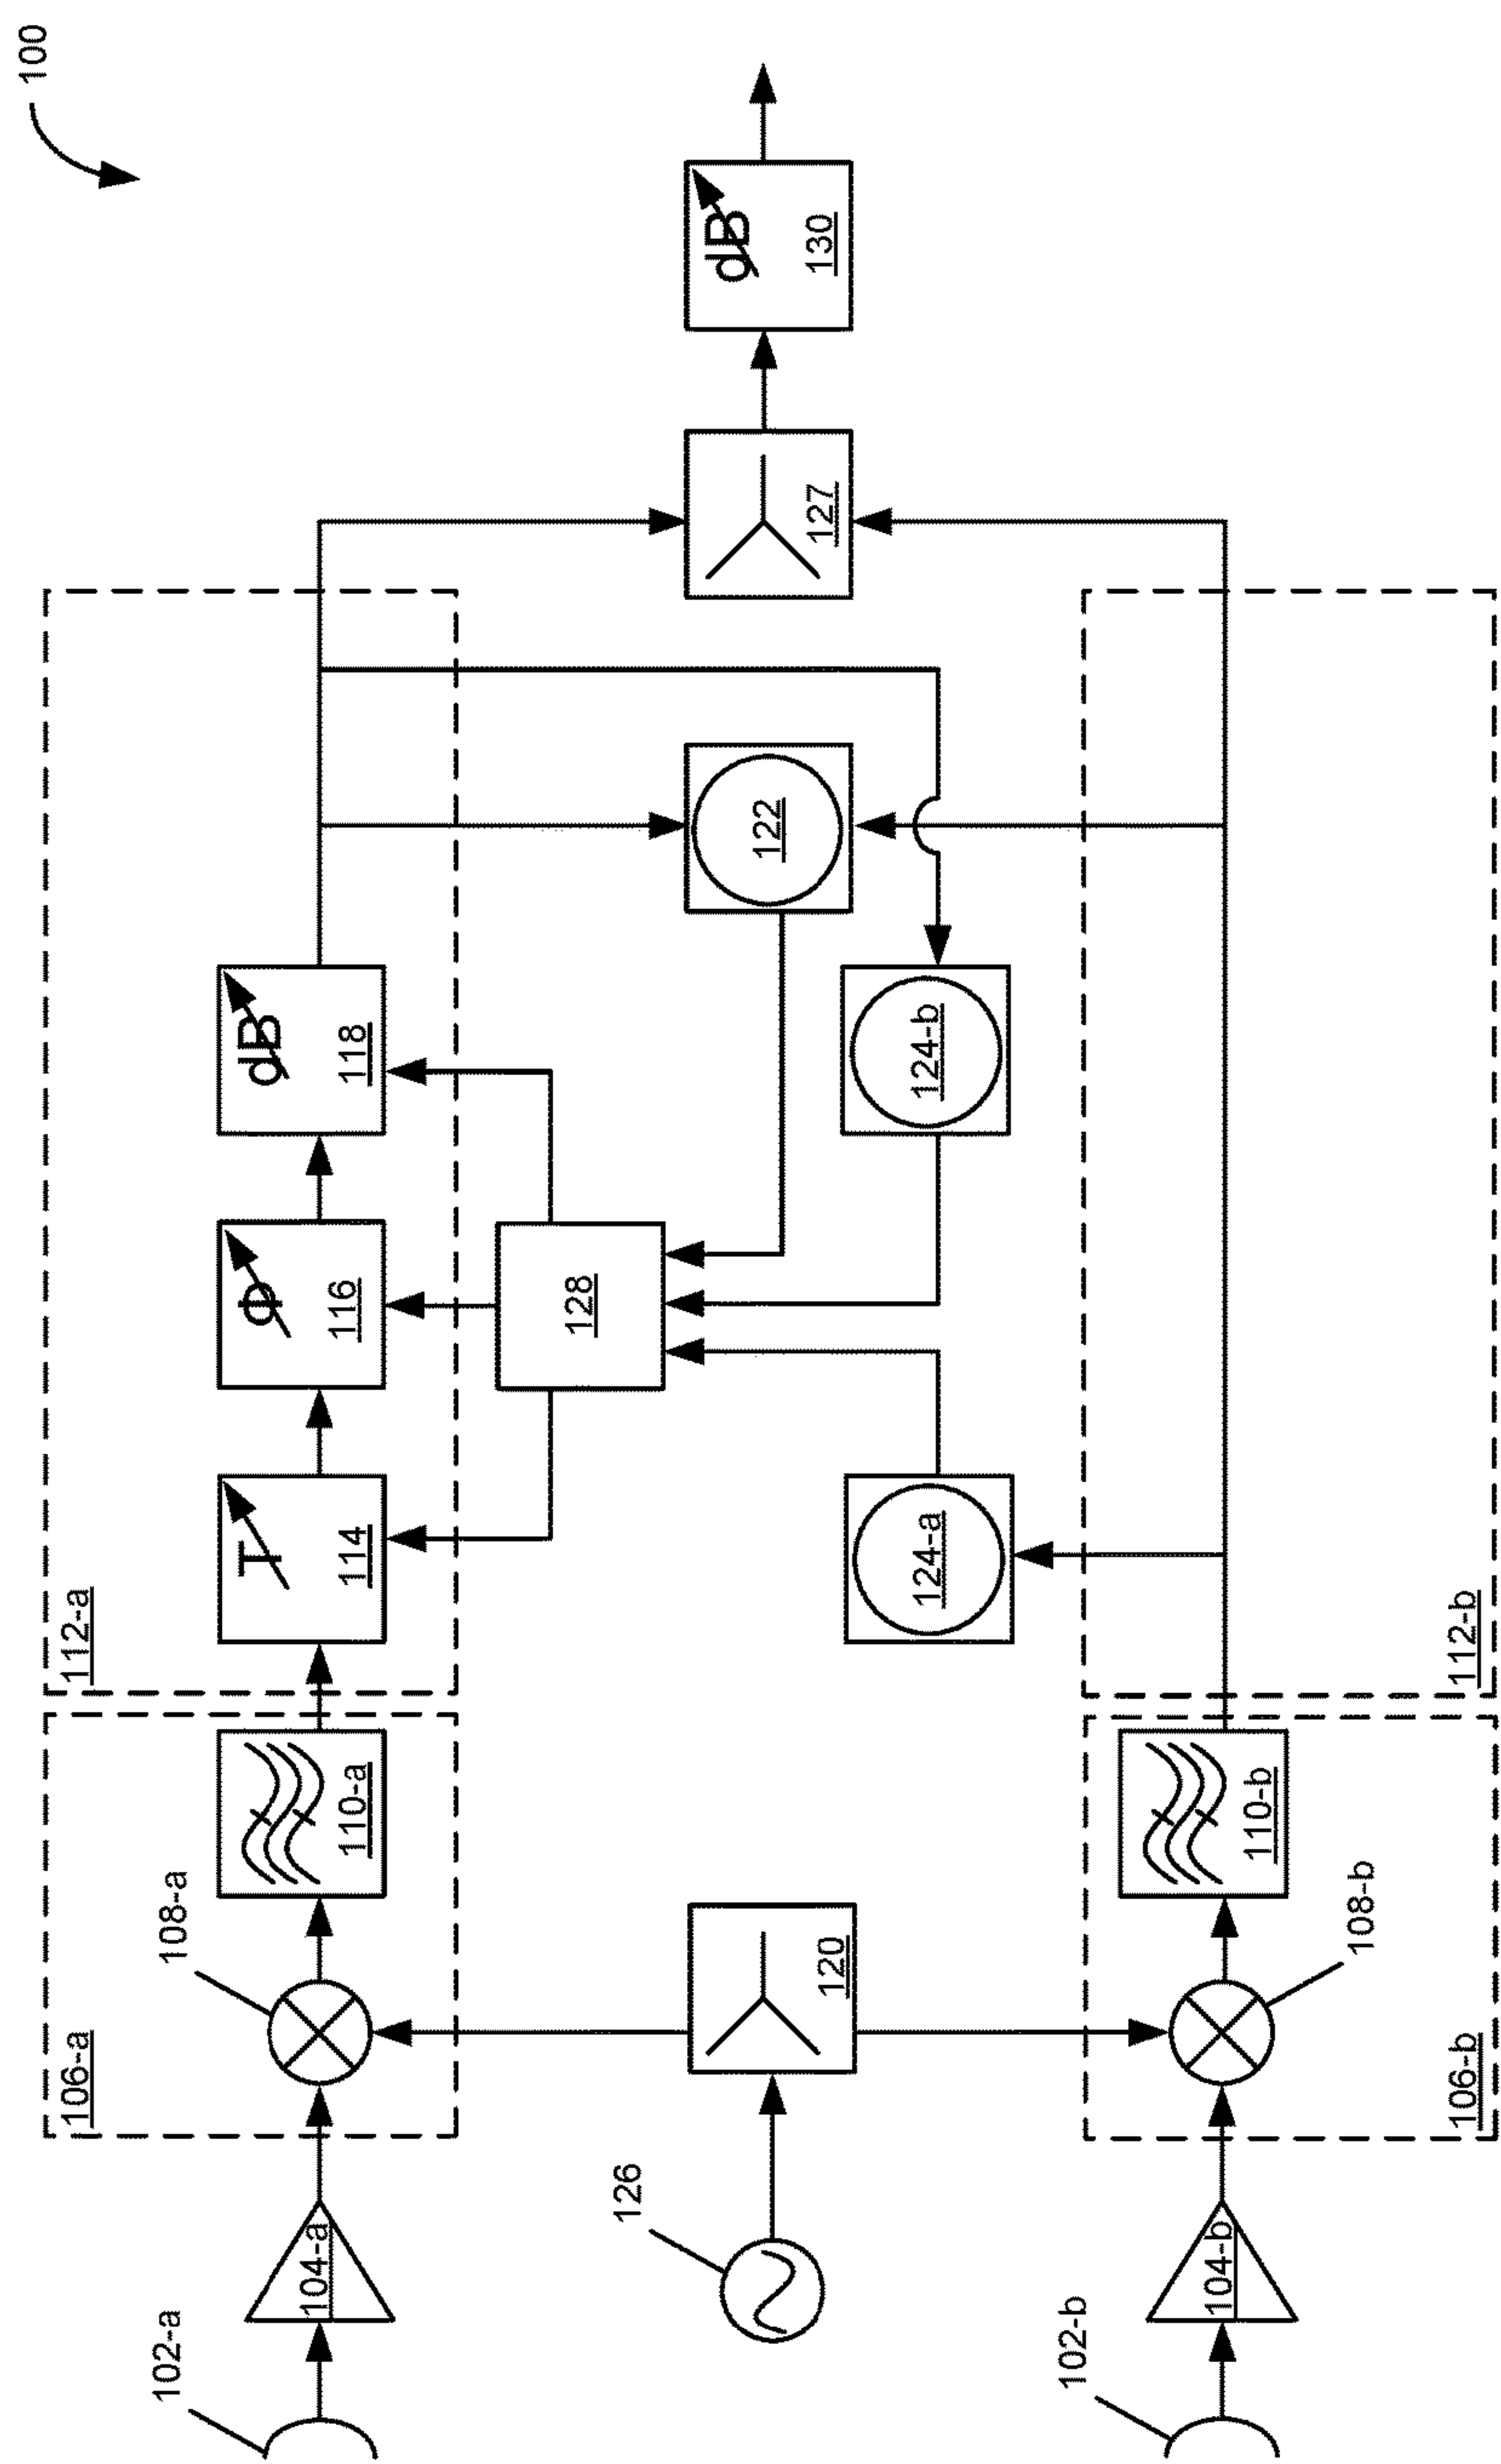 100
112-a
106-a
108-a
102-a
104-a
110-a
T
114
Φ
116
dB
118
128
122
124-b
124-a
126
120
127
dB
130
102-b
104-b
108-b
110-b
106-b
112-b